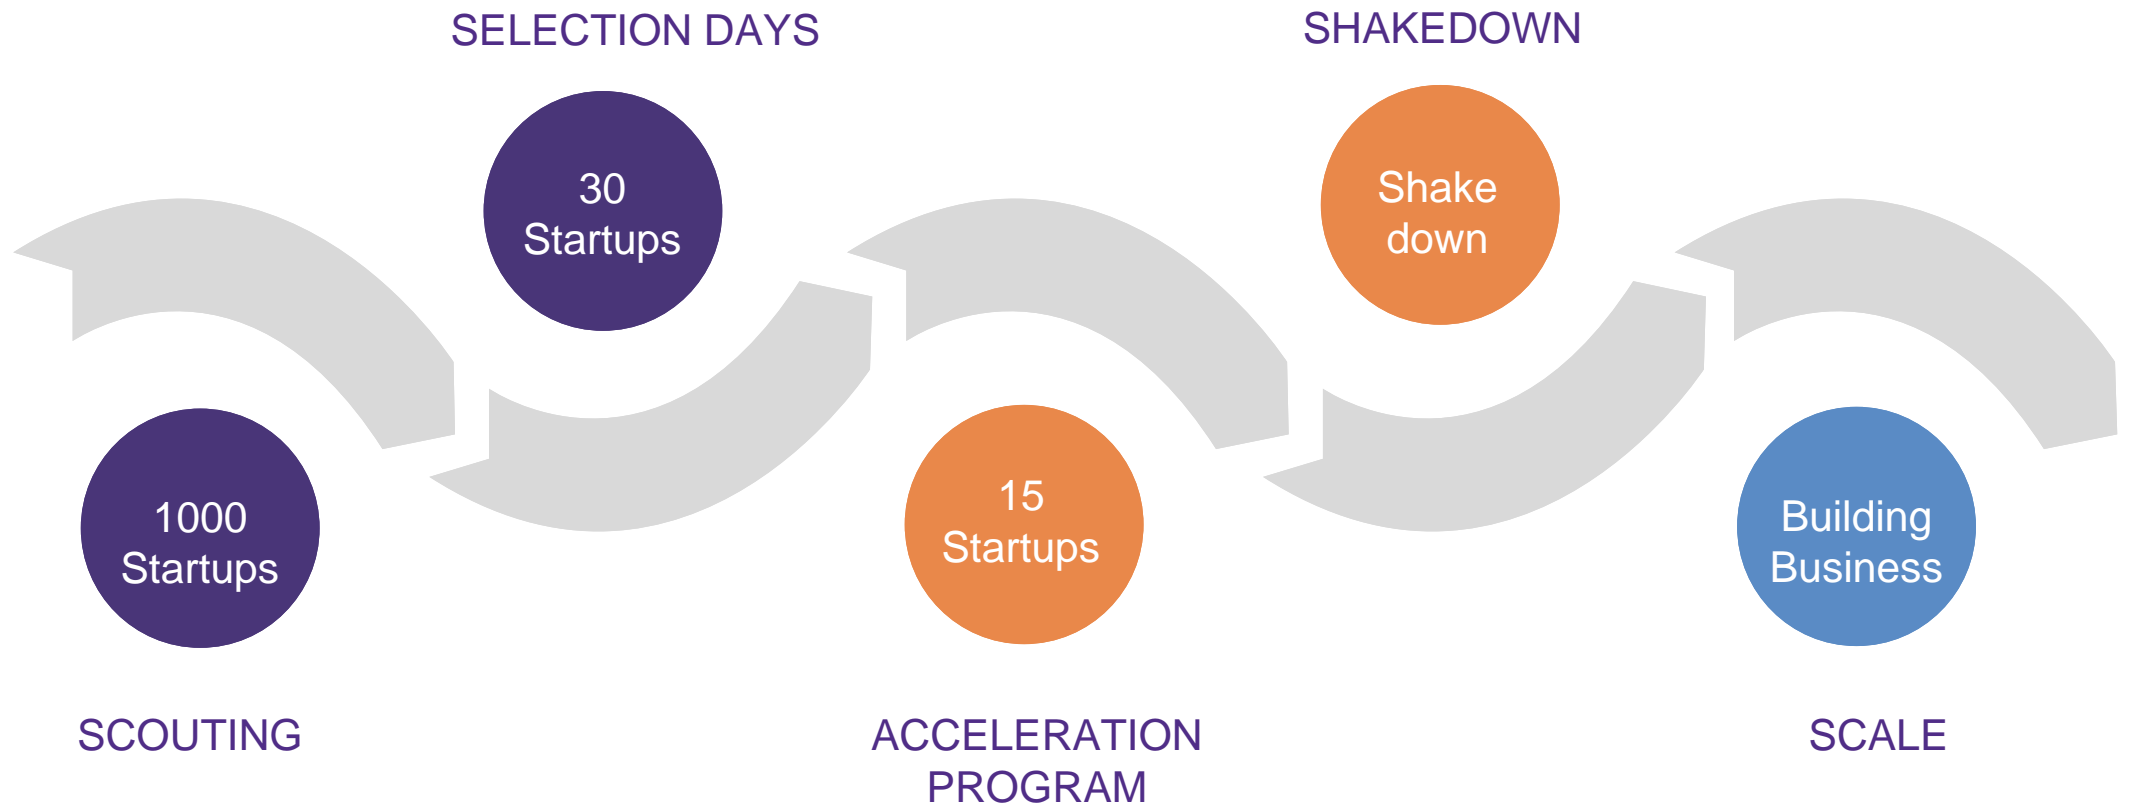 SELECTION DAYS
SHAKEDOWN
30
Startups
Shake
down
1000
Startups
15
Startups
Building
Business
SCOUTING
ACCELERATION
PROGRAM
SCALE